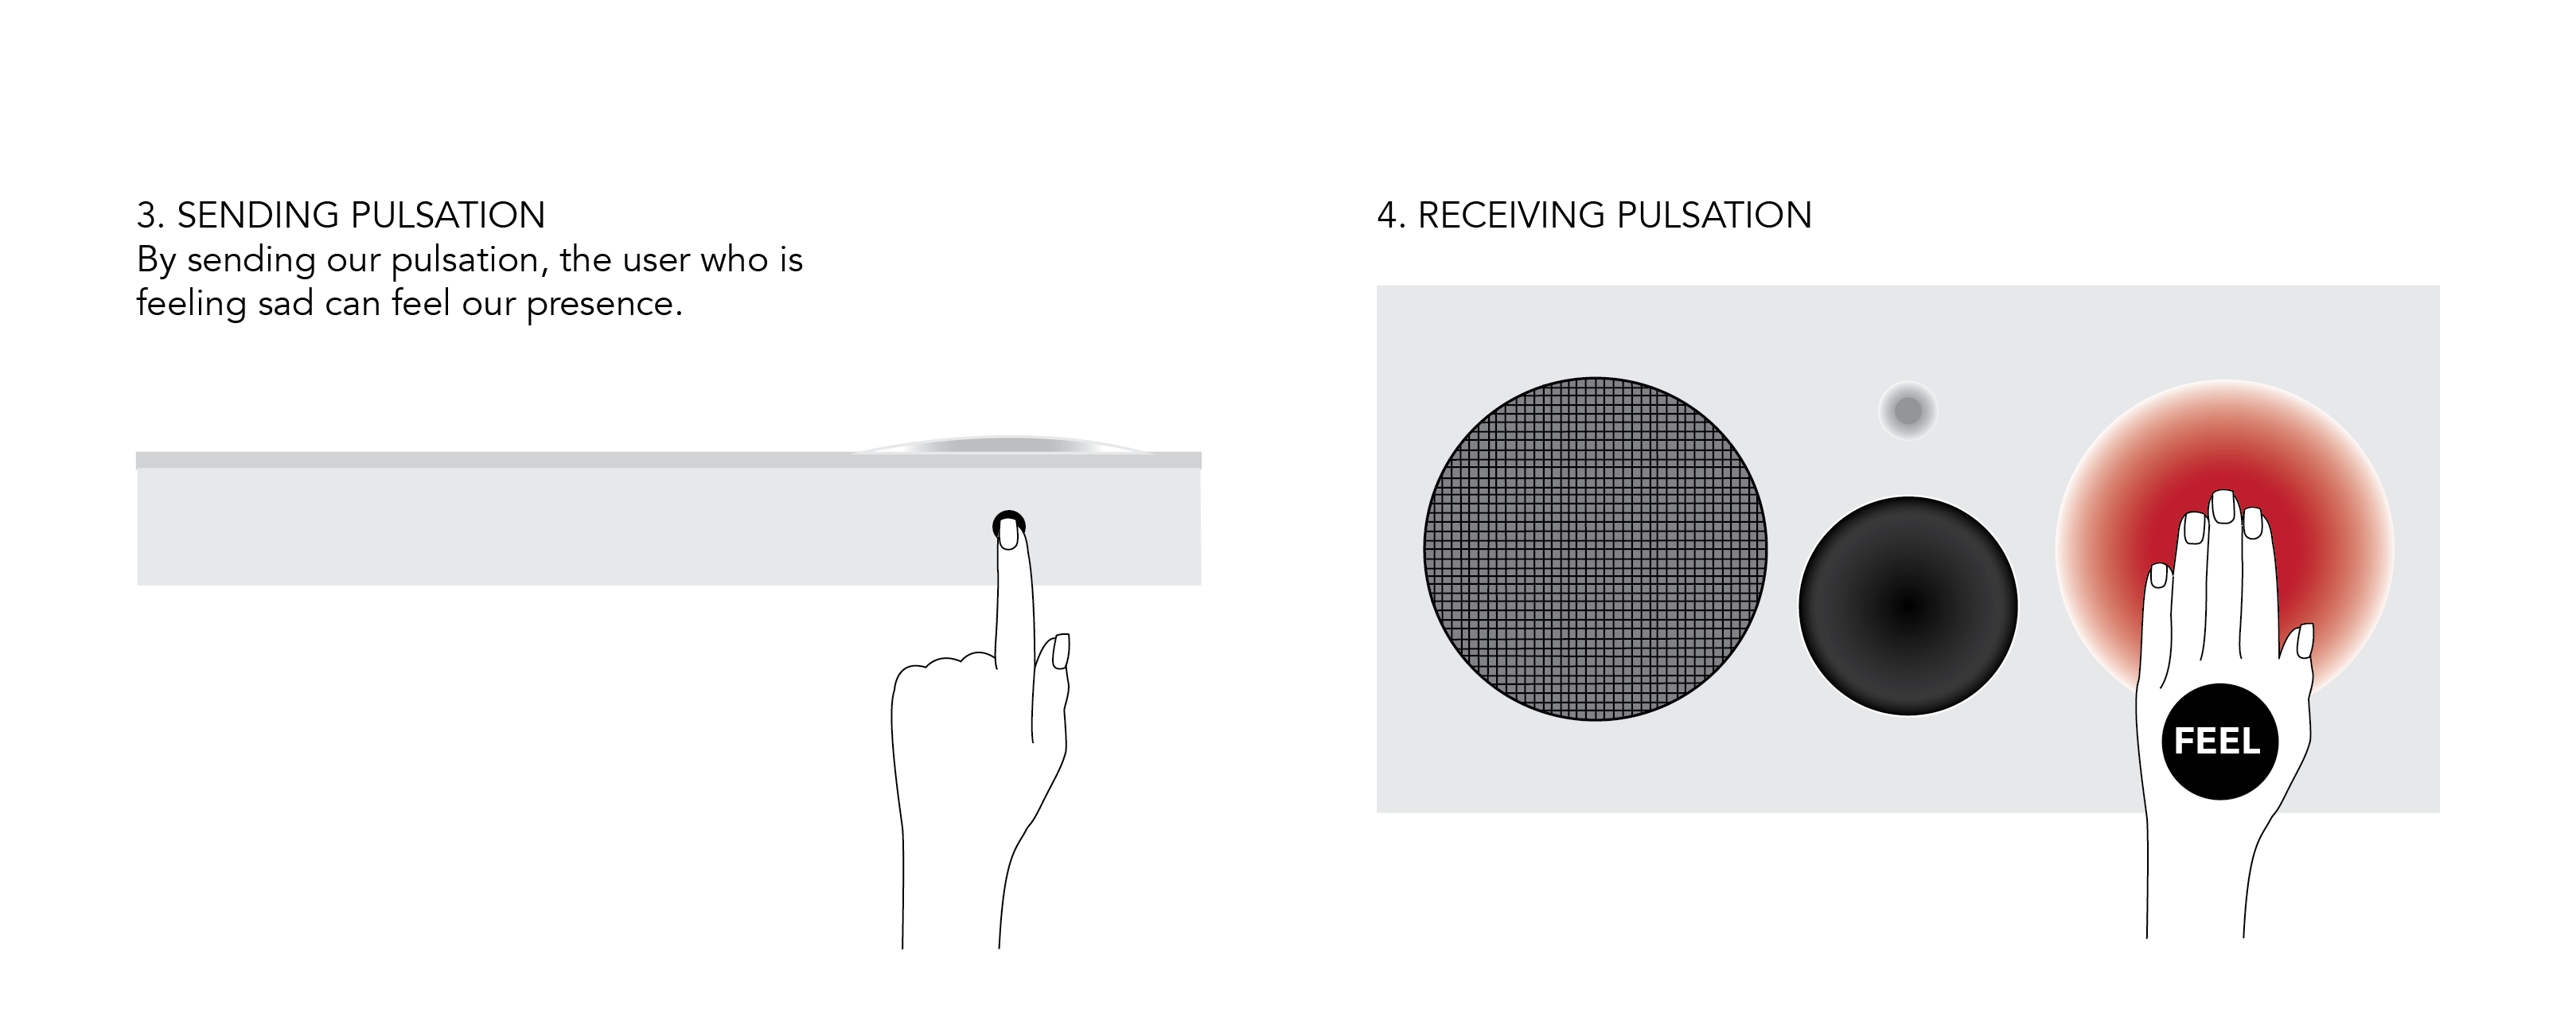 3. SENDING PULSATION
By sending our pulsation, the user who is
feeling sad can feel our presence.
4. RECEIVING PULSATION
FEEL